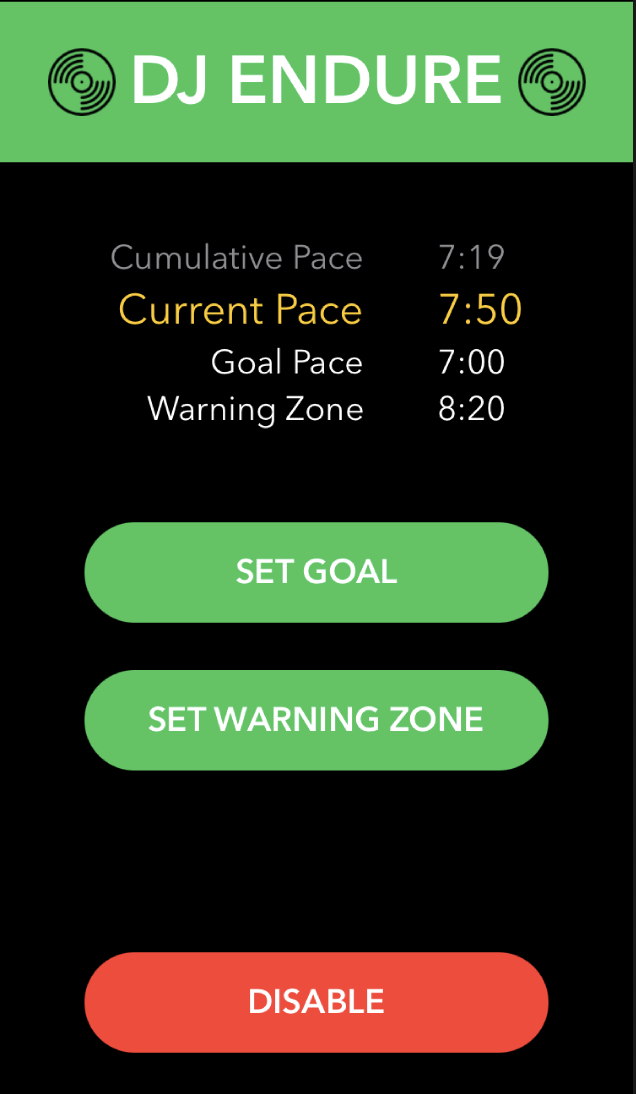 DJ ENDURE
Cumulative Pace 7:19
Current Pace 7:50
Goal Pace 7:00
Warning Zone 8:20
SET GOAL
SET WARNING ZONE
DISABLE